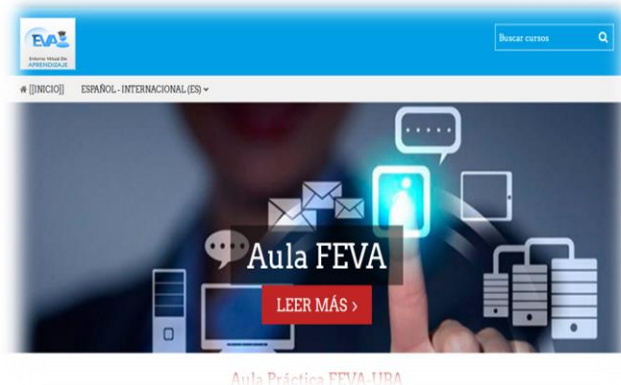 EVA
Entorno Virtual De
APRENDIZAJE
Buscar cursos
[[INICIO]] ESPAÑOL - INTERNACIONAL (ES)
Aula FEVA
LEER MÁS >
Aula Práctica FEVA-UBA